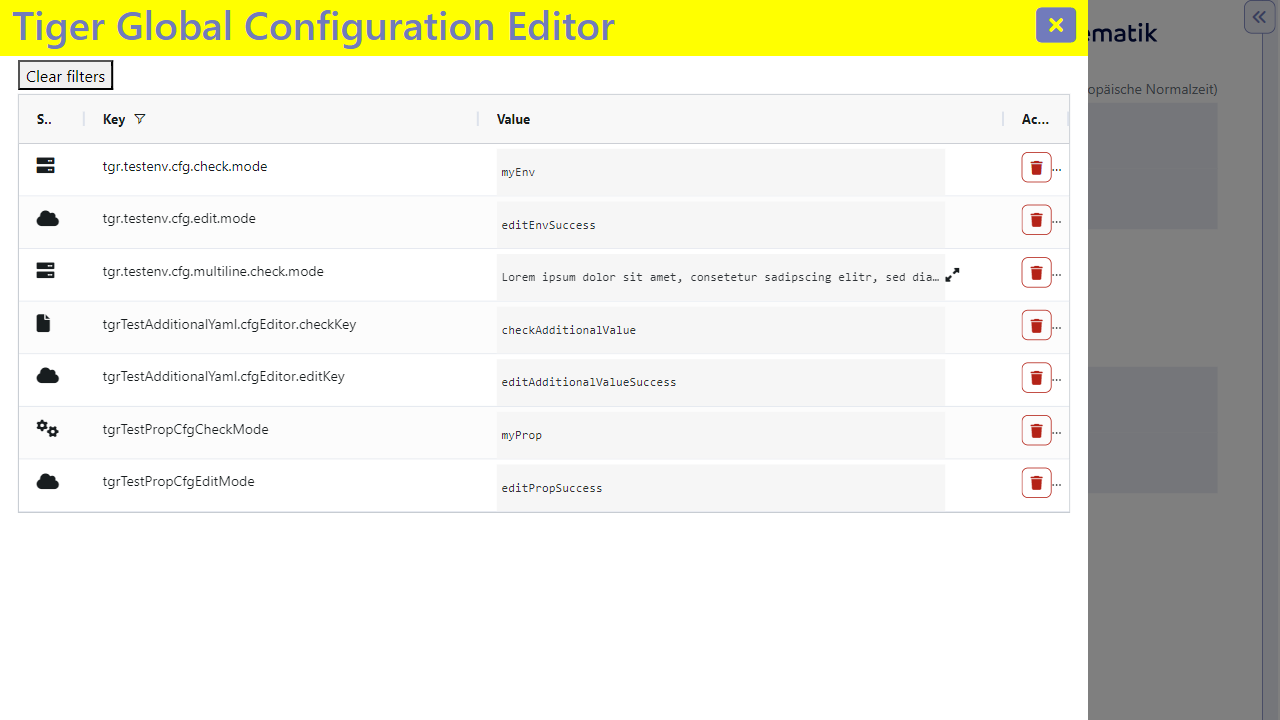 Tiger Global Configuration Editor
ematik
Clear filters
opäische Normalzeit)
S.. Key Value Ac...
tgr.testenv.cfg.check.mode myEnv ...
tgr.testenv.cfg.edit.mode editEnvSuccess ...
tgr.testenv.cfg.multiline.check.mode Lorem ipsum dolor sit amet, consetetur sadipscing elitr, sed dia… ...
tgrTestAdditionalYaml.cfgEditor.checkKey checkAdditionalValue ...
tgrTestAdditionalYaml.cfgEditor.editKey editAdditionalValueSuccess ...
tgrTestPropCfgCheckMode myProp ...
tgrTestPropCfgEditMode editPropSuccess ...